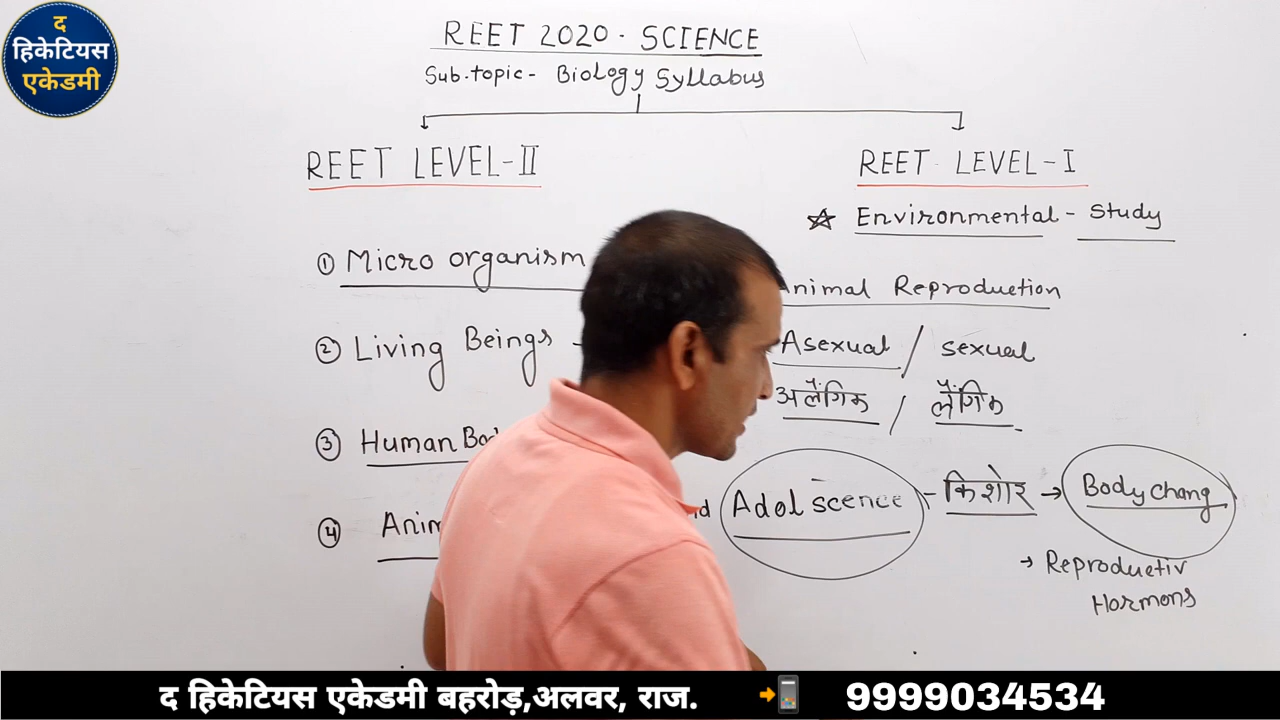 द
हिकेटियस
एकेडमी
REET 2020 - SCIENCE
Sub.topic - Biology Syllabus
REET LEVEL-II
① Micro organism
② Living Beings -
③ Human
④
REET LEVEL-I
☆ Environmental - Study
nimal Reproduction
Asexual / sexual
अलैंगिक / लैंगिक
Adolscence - किशोर → Body Chang
→ Reproductiv
Hormons
द हिकेटियस एकेडमी बहरोड़,अलवर, राज. 9999034534